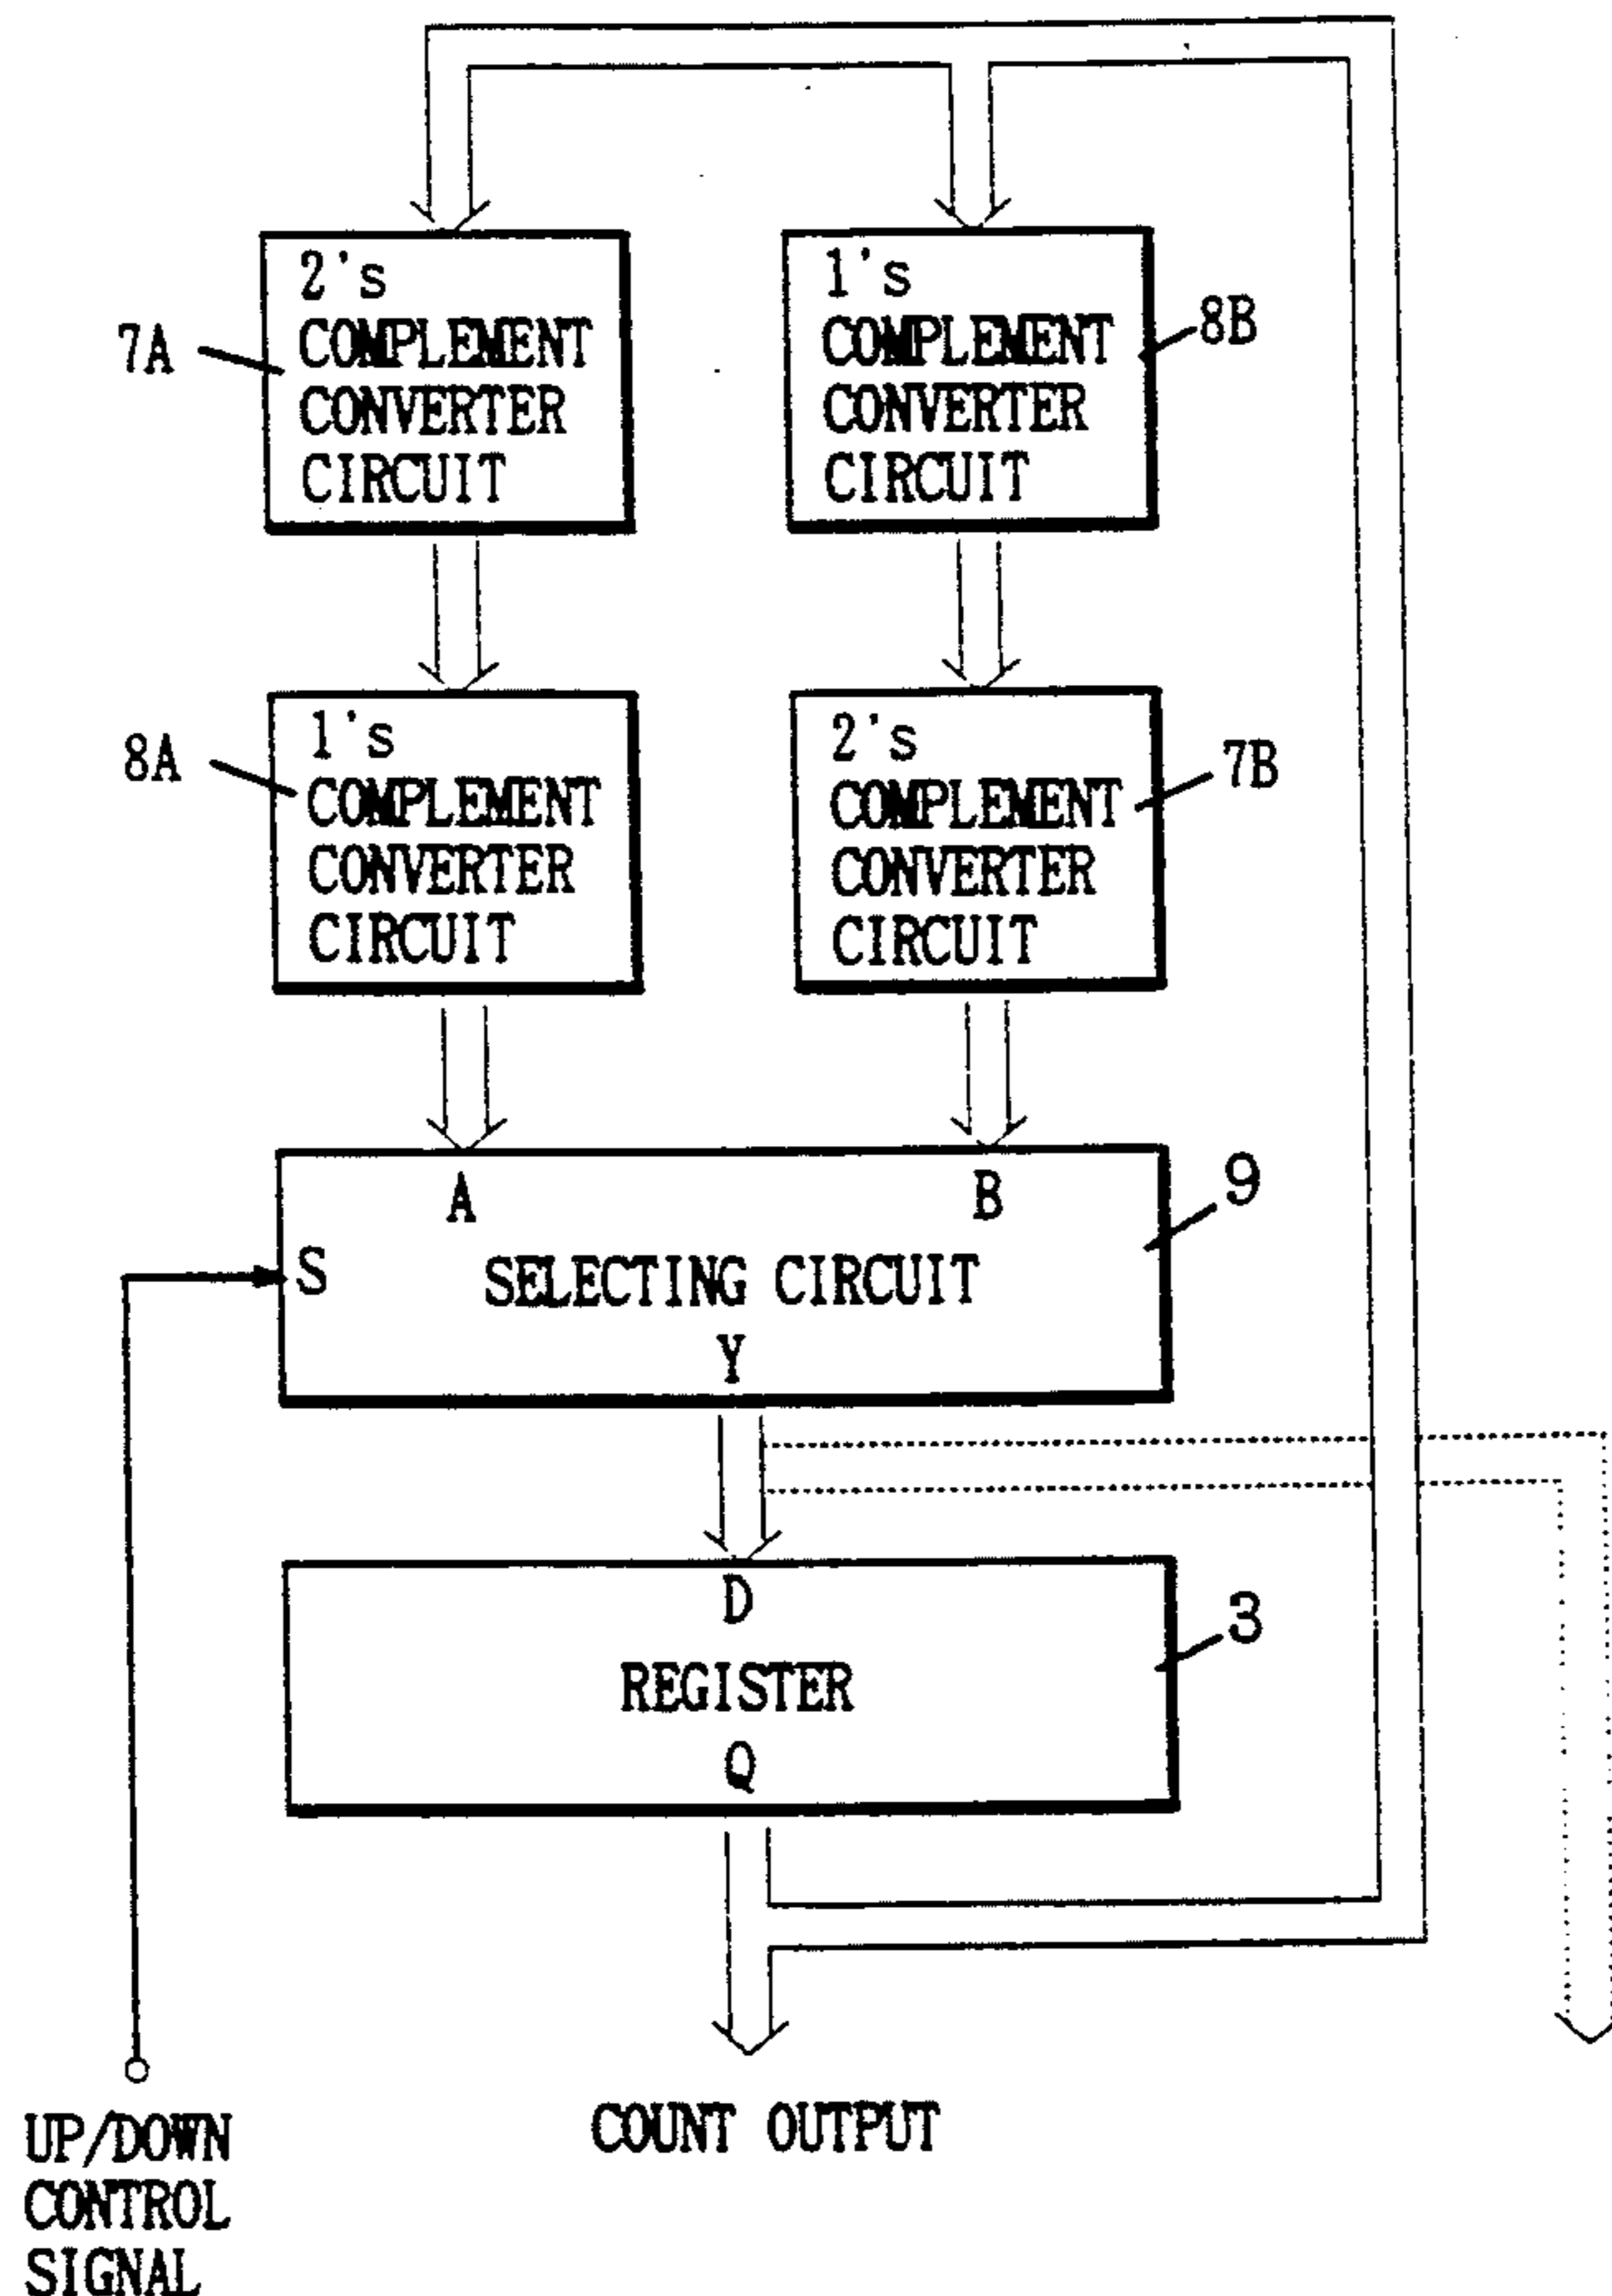 2's
COMPLEMENT
CONVERTER
CIRCUIT
7A
1's
COMPLEMENT
CONVERTER
CIRCUIT
8B
1's
COMPLEMENT
CONVERTER
CIRCUIT
8A
2's
COMPLEMENT
CONVERTER
CIRCUIT
7B
A
B
9
S
SELECTING CIRCUIT
Y
D
3
REGISTER
Q
UP/DOWN
CONTROL
SIGNAL
COUNT OUTPUT